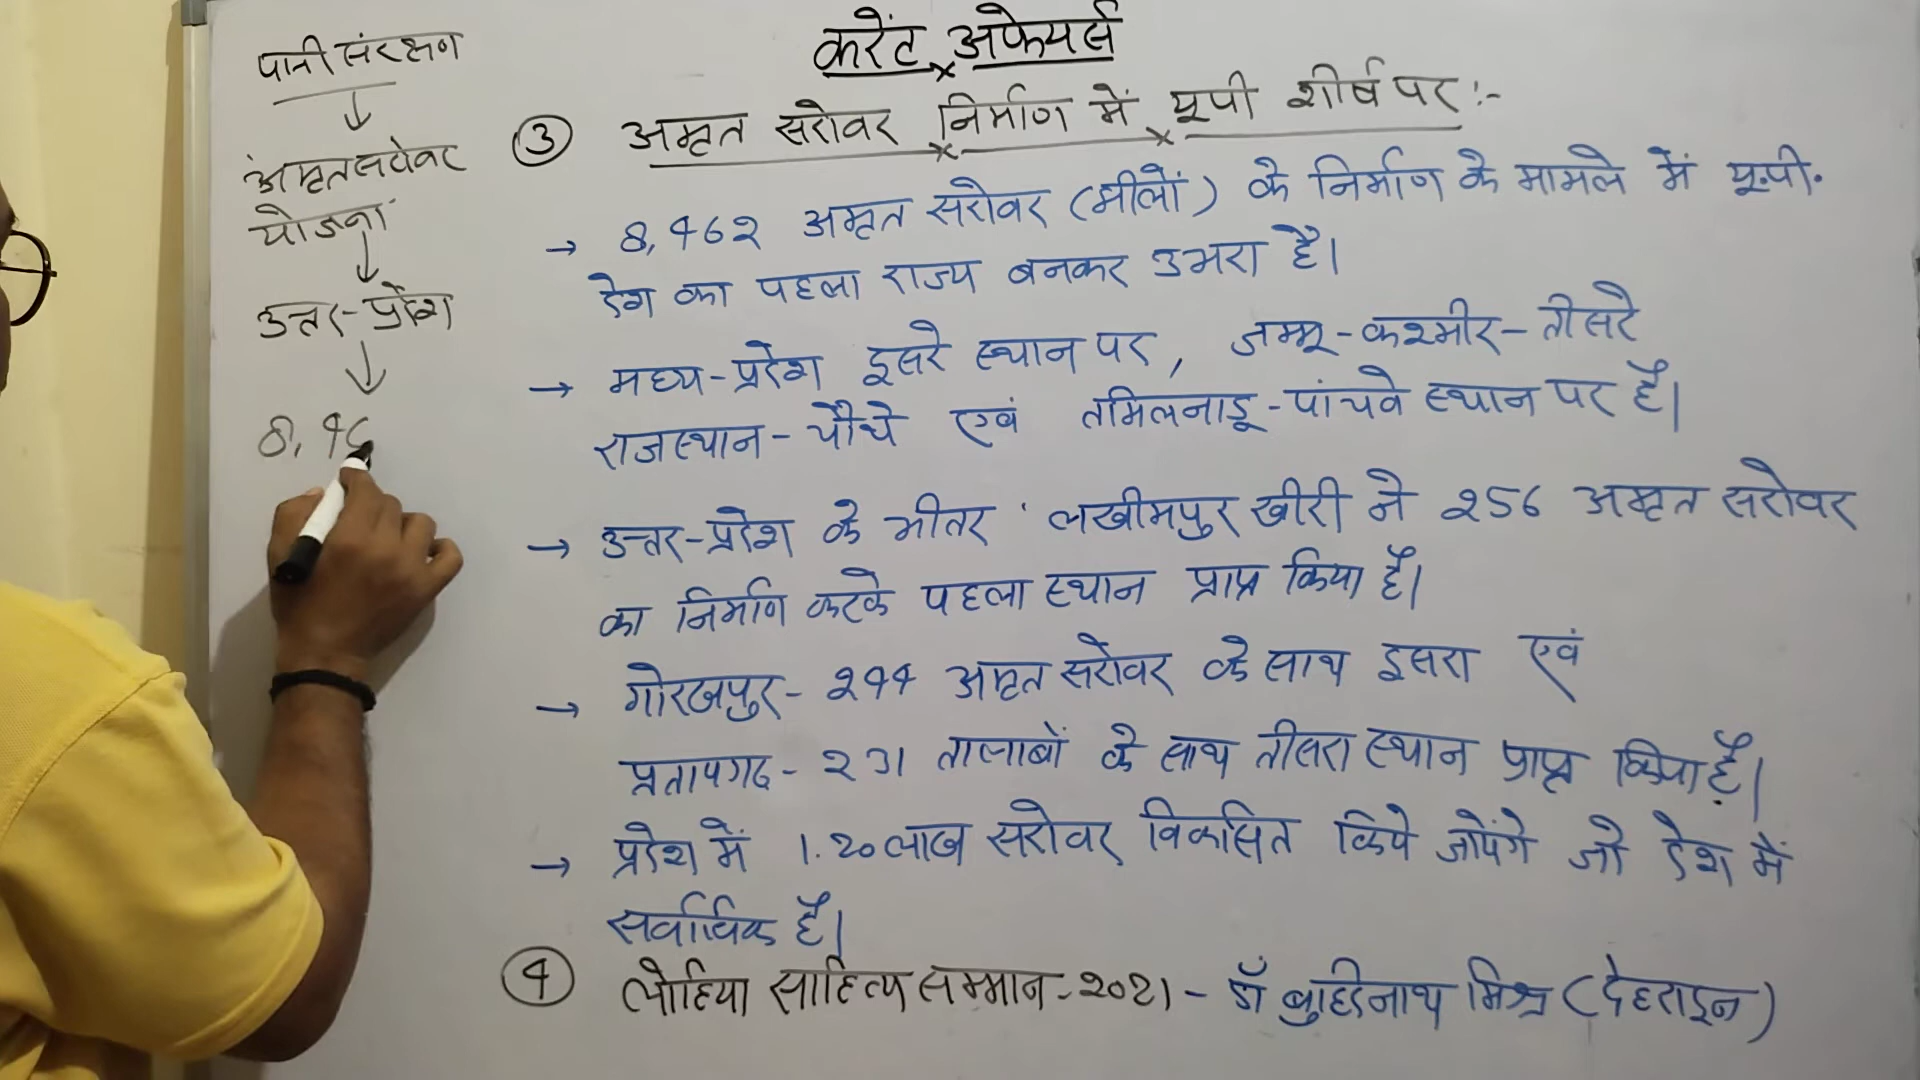 करेंट अफेयर्स
पानी संरक्षण
↓
अमृत सरोवर
योजना
↓
उत्तर-प्रदेश
↓
8,46
③ अमृत सरोवर निर्माण में यूपी शीर्ष पर :-
→ 8,462 अमृत सरोवर (झीलों) के निर्माण के मामले में यू.पी.
देश का पहला राज्य बनकर उभरा है।
→ मध्य-प्रदेश दूसरे स्थान पर, जम्मू-कश्मीर-तीसरे
राजस्थान-चौथे एवं तमिलनाडू-पांचवे स्थान पर है।
→ उत्तर-प्रदेश के भीतर लखीमपुर खीरी ने 256 अमृत सरोवर
का निर्माण करके पहला स्थान प्राप्त किया है।
→ गोरखपुर-244 अमृत सरोवर के साथ दूसरा एवं
प्रतापगढ-231 तालाबों के साथ तीसरा स्थान प्राप्त किया है।
→ प्रदेश में 1.20 लाख सरोवर विकसित किये जायेंगे जो देश में
सर्वाधिक है।
④ लोहिया साहित्य सम्मान-2021 - डॉ बुद्धिनाथ मिश्र (देहरादून)